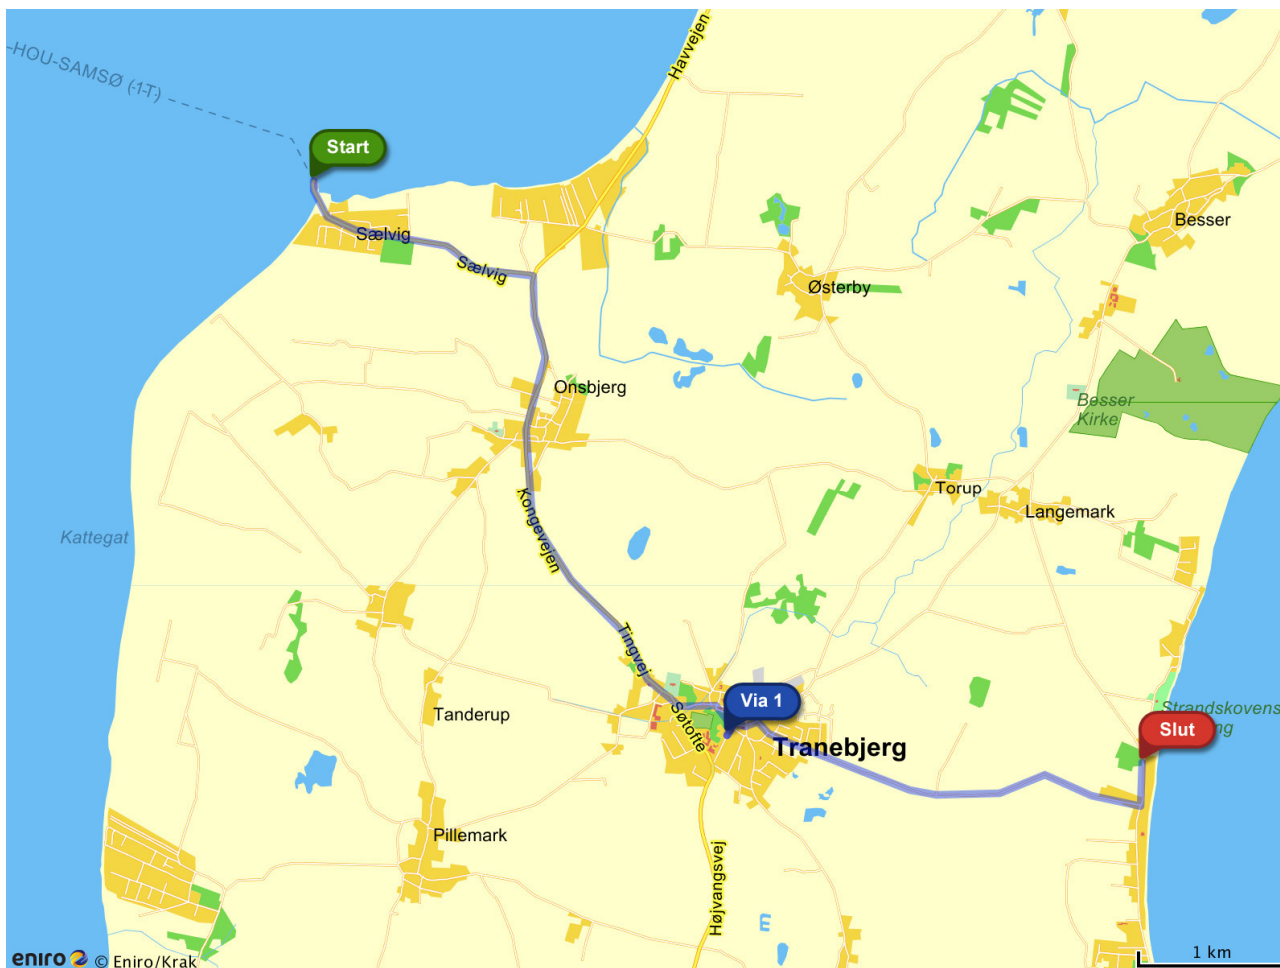 -HOU-SAMSØ (-1-T)
Havvejen
Start
Besser
Sælvig
Sælvig
Østerby
Onsbjerg
Besser
Kirke
Torup
Langemark
Kongevejen
Kattegat
Tingvej
Via 1
Søtofte
Tanderup
Strandskovens
ng
Slut
Tranebjerg
Pillemark
Højvangsvej
E
1 km
eniro © Eniro/Krak